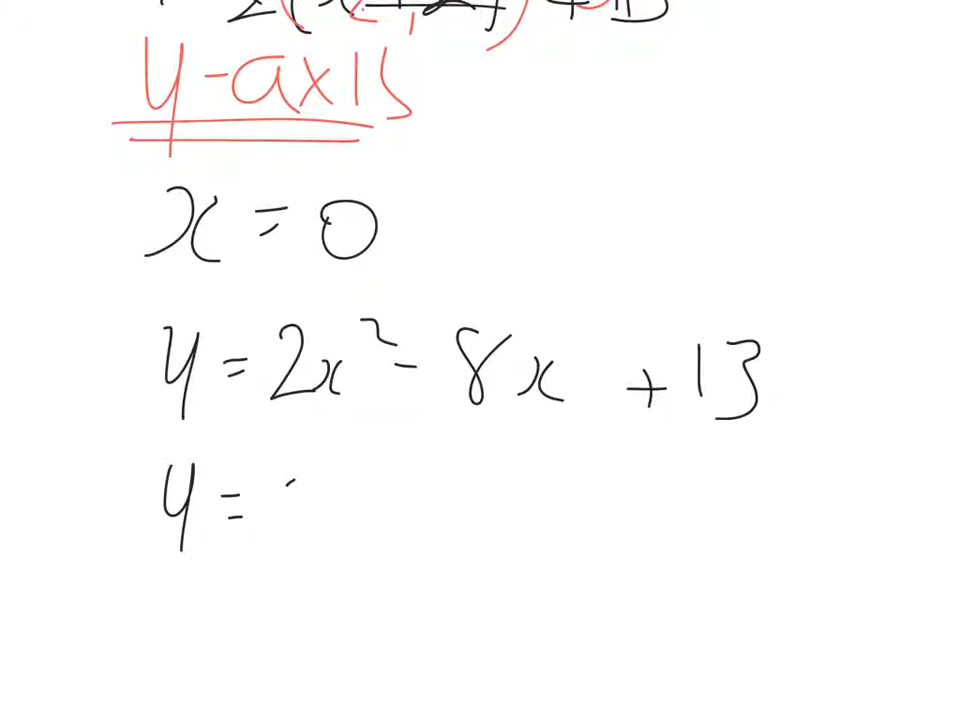 y-axis
x = 0
y = 2x² - 8x + 13
y =